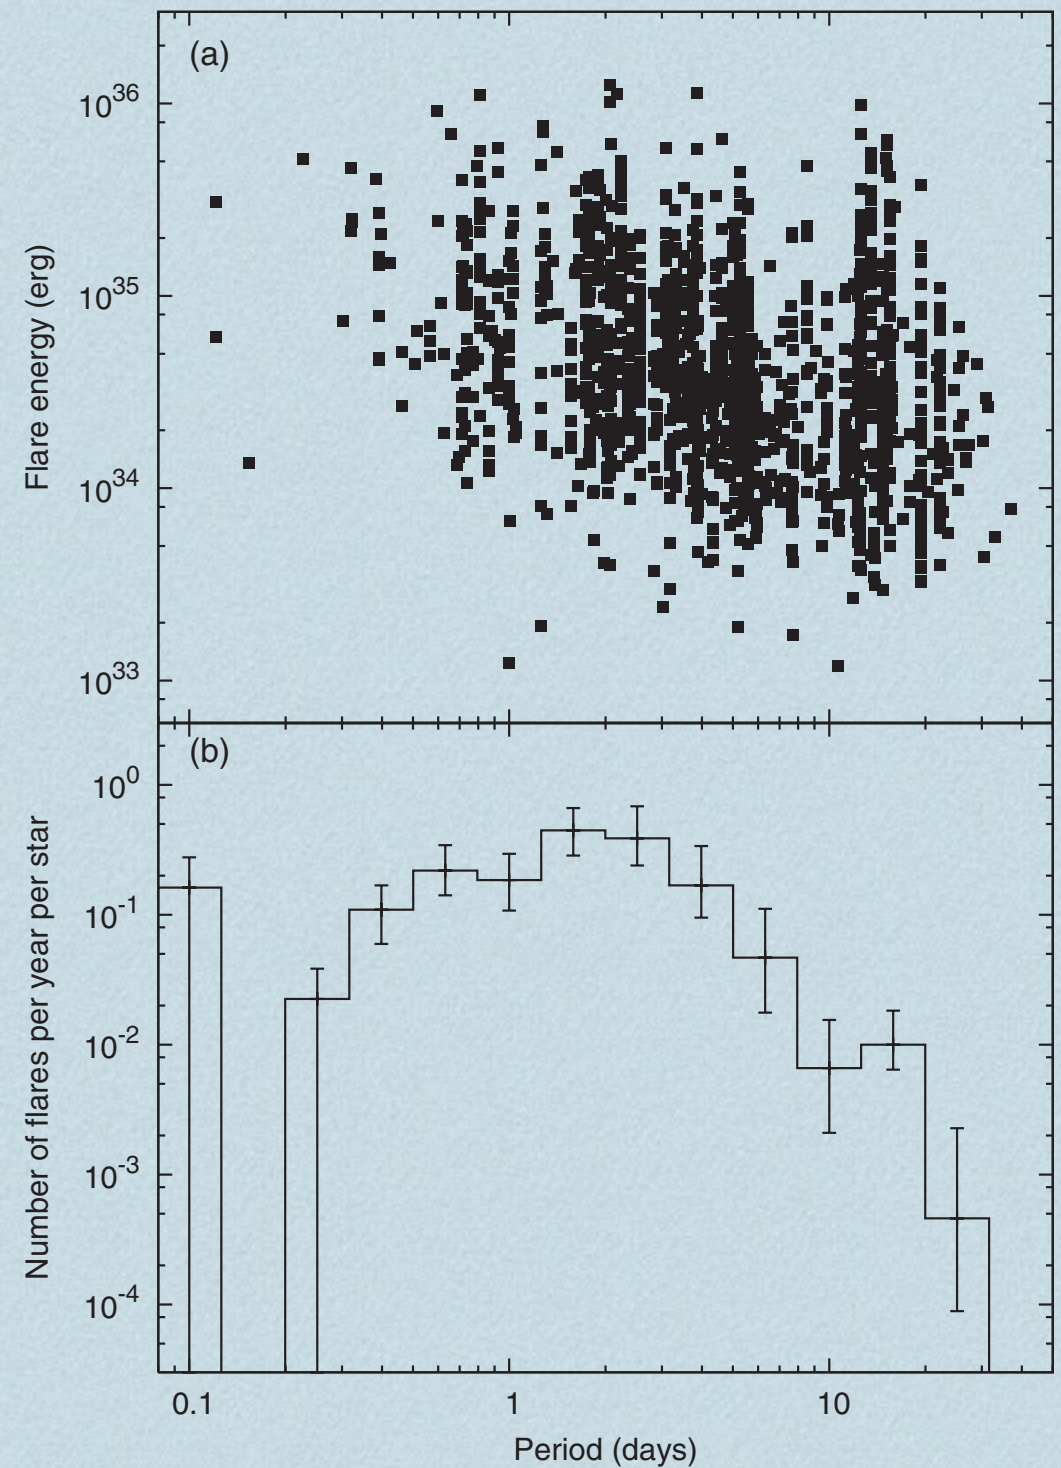 (a)
10^36
10^35
10^34
10^33
Flare energy (erg)
(b)
10^0
10^-1
10^-2
10^-3
10^-4
Number of flares per year per star
0.1
1
10
Period (days)